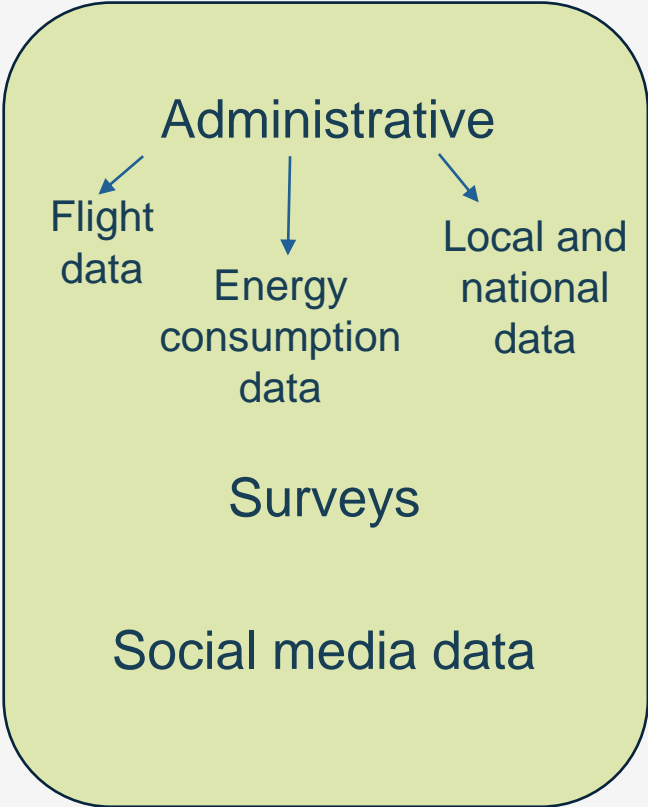 Administrative
Flight
data
Energy
consumption
data
Local and
national
data
Surveys
Social media data